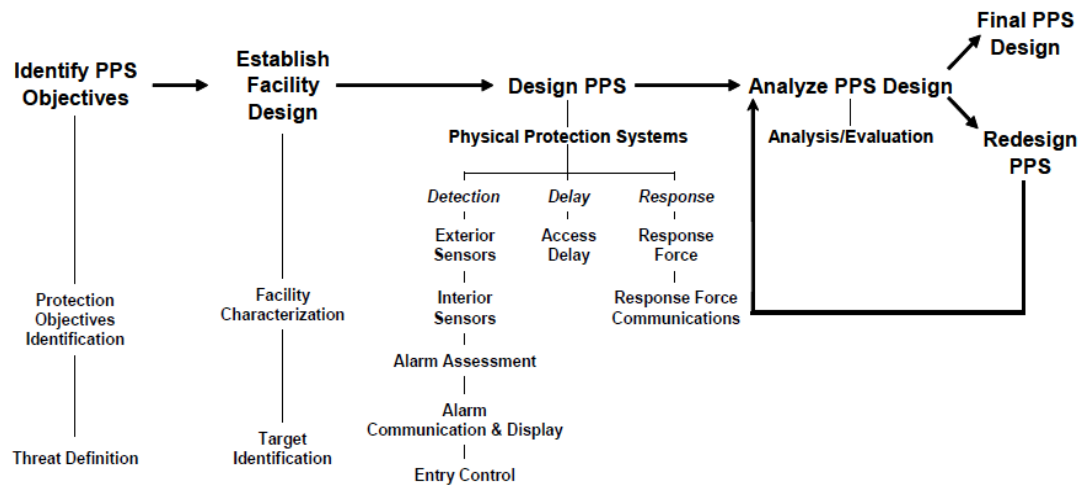 Identify PPS
Objectives
Protection
Objectives
Identification
Threat Definition
Establish
Facility
Design
Facility
Characterization
Target
Identification
Design PPS
Physical Protection Systems
Detection
Exterior
Sensors
Interior
Sensors
Alarm Assessment
Alarm
Communication & Display
Entry Control
Delay
Access
Delay
Response
Response
Force
Response Force
Communications
Analyze PPS Design
Analysis/Evaluation
Final PPS
Design
Redesign
PPS